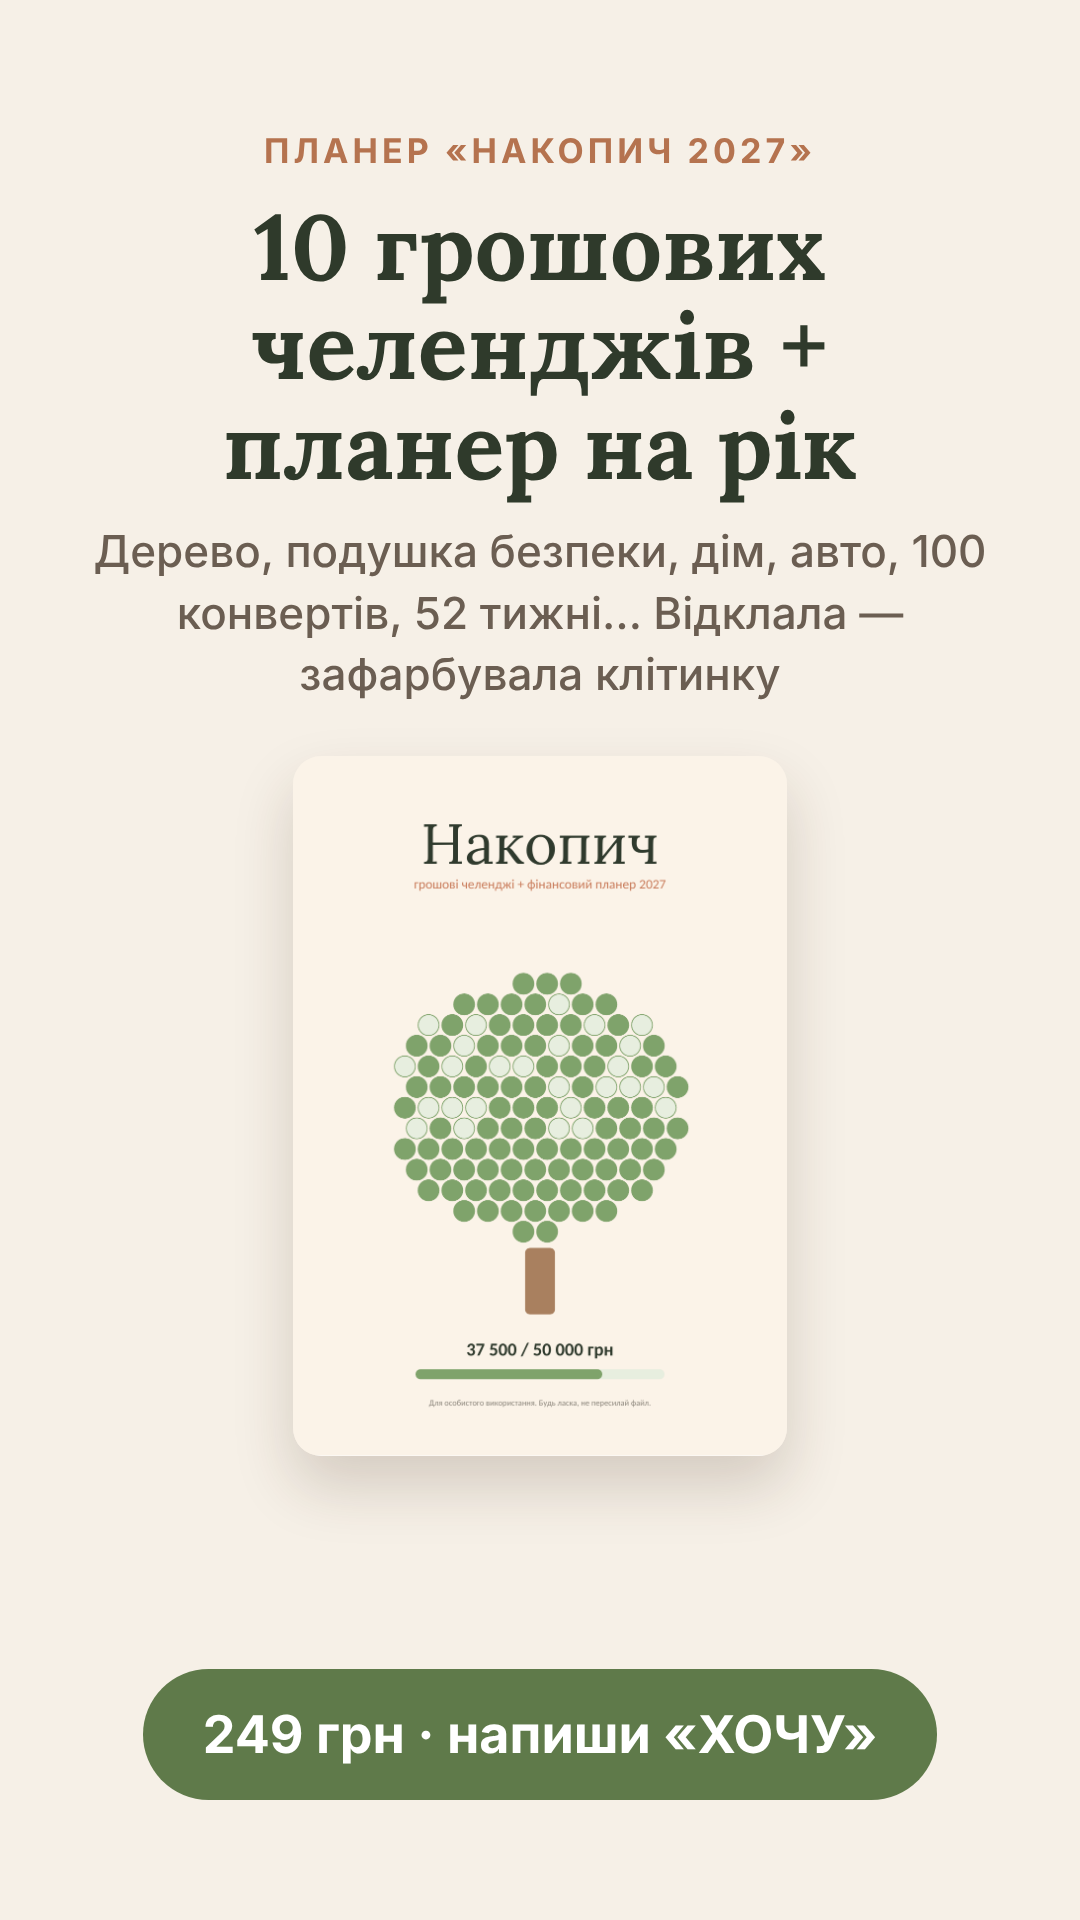 ПЛАНЕР «НАКОПИЧ 2027»
10 грошових
челенджів +
планер на рік
Дерево, подушка безпеки, дім, авто, 100
конвертів, 52 тижні... Відклала —
зафарбувала клітинку
Накопич
грошові челенджі + фінансовий планер 2027
37 500 / 50 000 грн
Для особистого використання. Будь ласка, не пересилай файл.
249 грн · напиши «ХОЧУ»